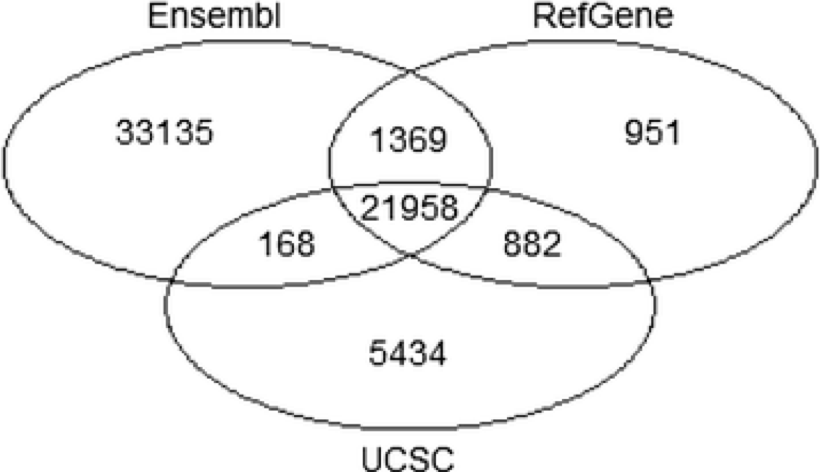 Ensembl RefGene
33135 1369 951
21958
168 882
5434
UCSC